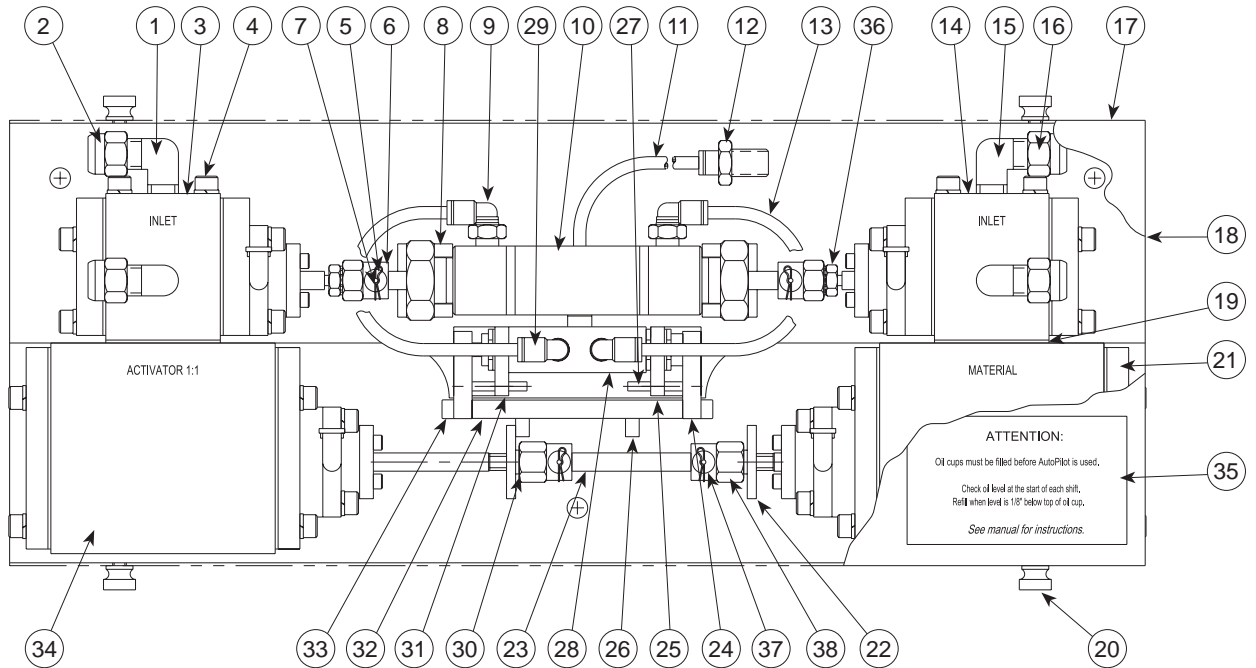 2 1 3 4 7 5 6 8 9 29 10 11 27 12 13 36 14 15 16 17
INLET
INLET
18
19
ACTIVATOR 1:1
MATERIAL
21
ATTENTION:
Oil cups must be filled before AutoPilot is used.
Check oil level at the start of each shift.
Refill when level is 1/8" below top of oil cup.
See manual for instructions.
35
34 33 32 31 30 23 28 26 25 24 37 38 22 20